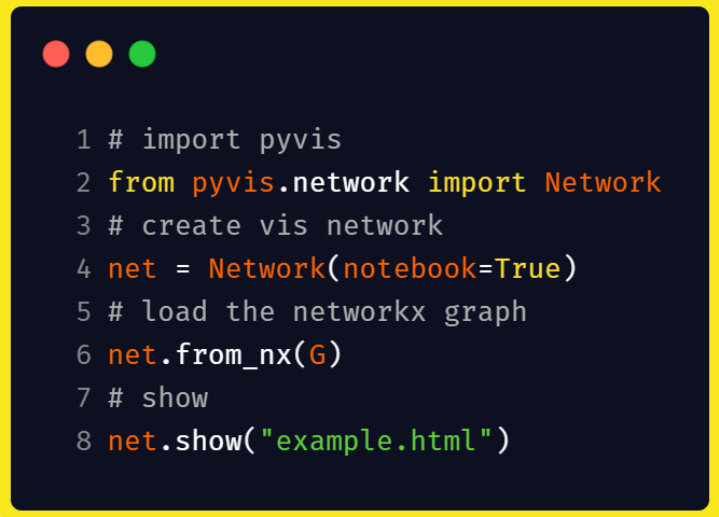 1 # import pyvis
2 from pyvis.network import Network
3 # create vis network
4 net = Network(notebook=True)
5 # load the networkx graph
6 net.from_nx(G)
7 # show
8 net.show("example.html")